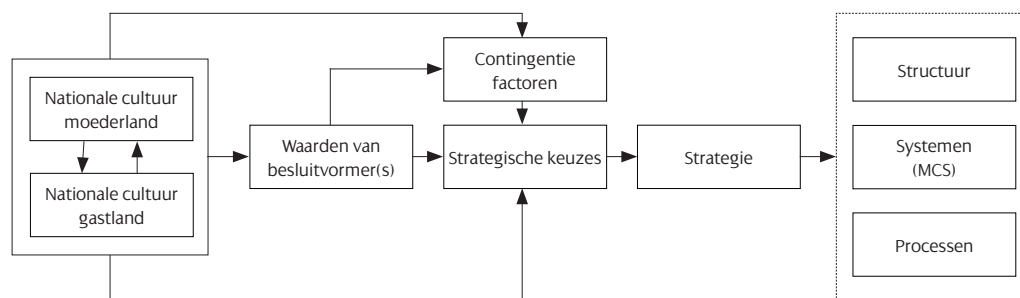 Nationale cultuur
moederland
Nationale cultuur
gastland
Waarden van
besluitvormer(s)
Contingentie
factoren
Strategische keuzes
Strategie
Structuur
Systemen
(MCS)
Processen